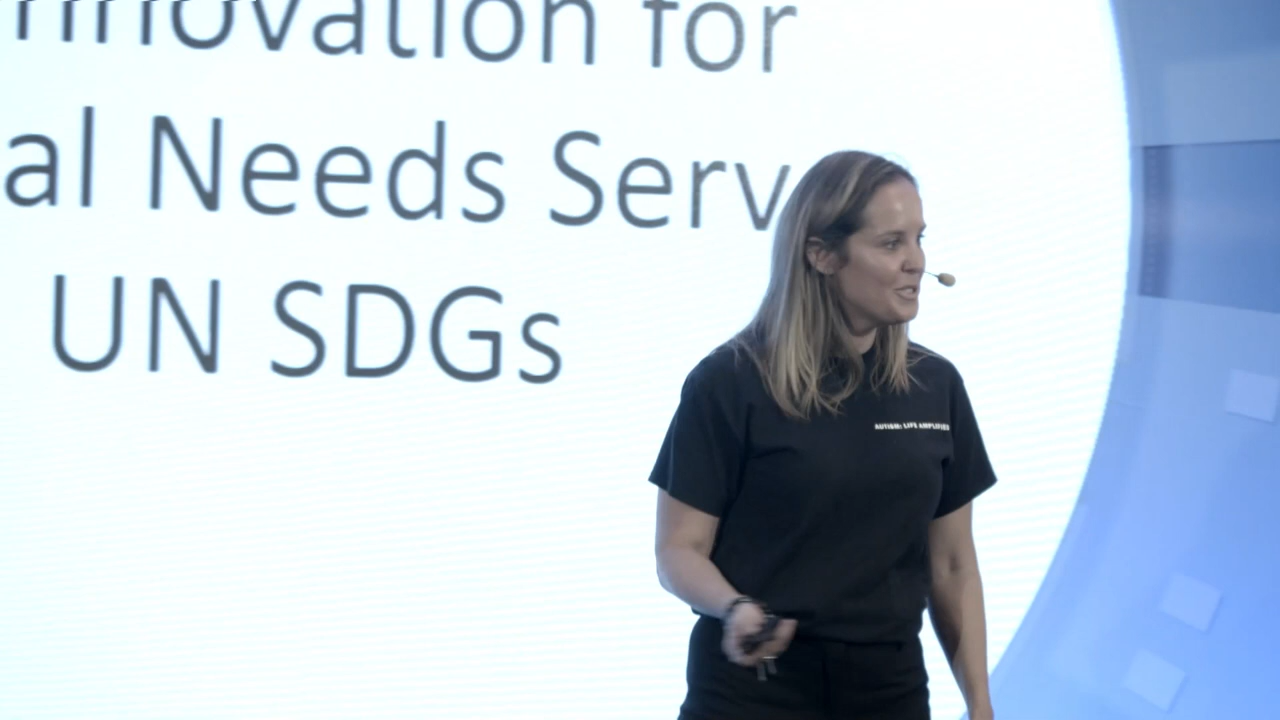 nnovation for
al Needs Serv
UN SDGs
AUTISM: LIFE AMPLIFIED